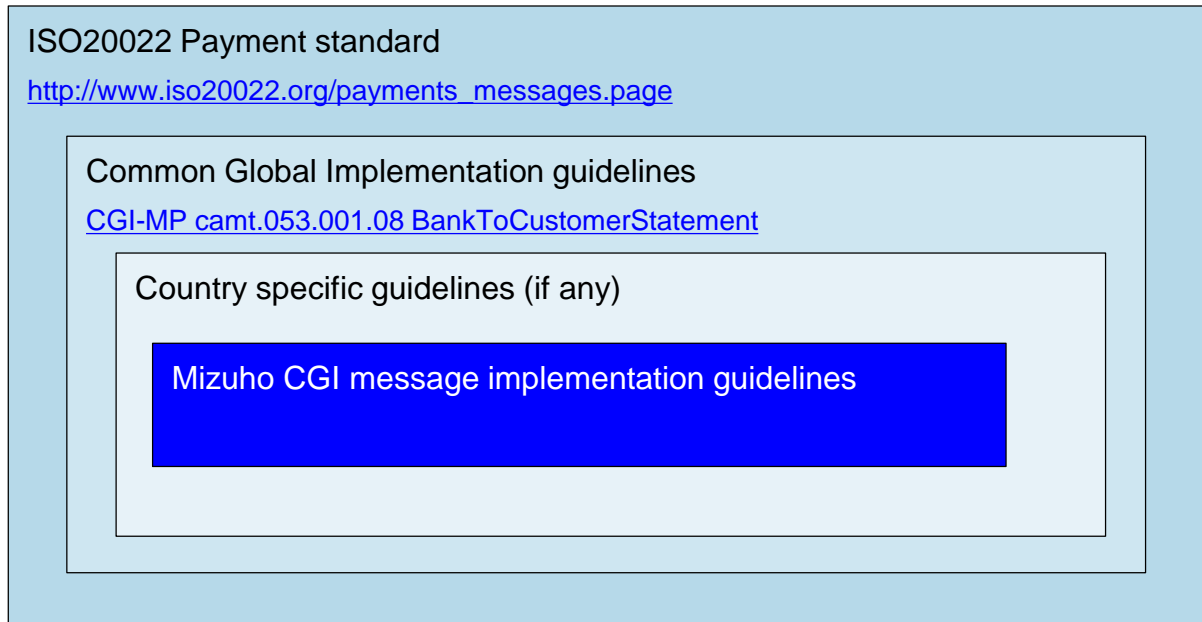 ISO20022 Payment standard
http://www.iso20022.org/payments_messages.page
Common Global Implementation guidelines
CGI-MP camt.053.001.08 BankToCustomerStatement
Country specific guidelines (if any)
Mizuho CGI message implementation guidelines